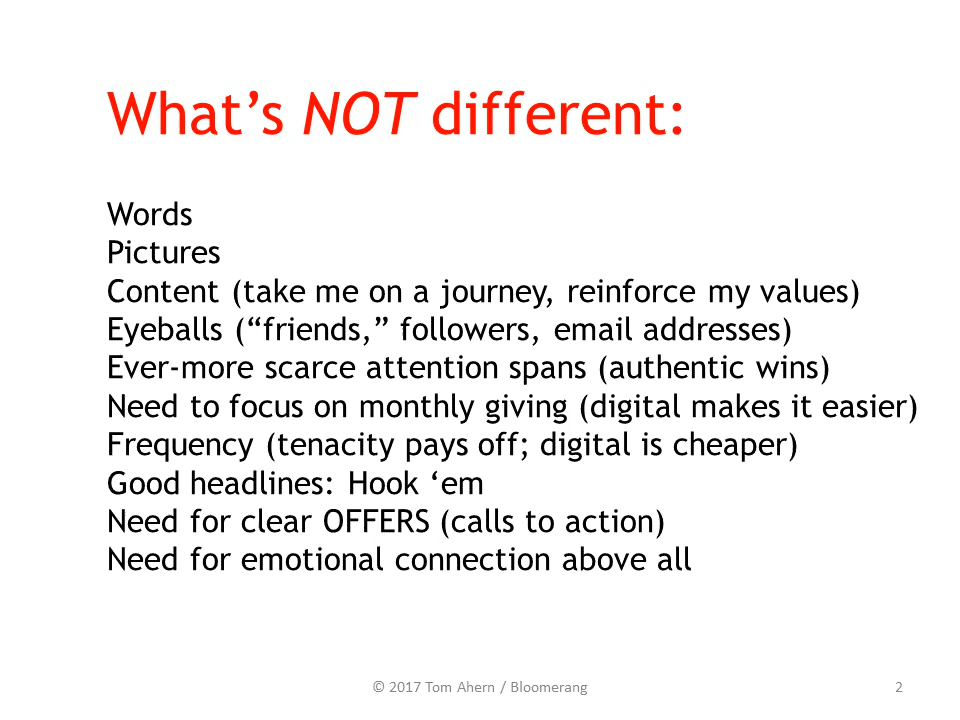 What’s NOT different:
Words
Pictures
Content (take me on a journey, reinforce my values)
Eyeballs (“friends,” followers, email addresses)
Ever-more scarce attention spans (authentic wins)
Need to focus on monthly giving (digital makes it easier)
Frequency (tenacity pays off; digital is cheaper)
Good headlines: Hook ‘em
Need for clear OFFERS (calls to action)
Need for emotional connection above all
© 2017 Tom Ahern / Bloomerang 2